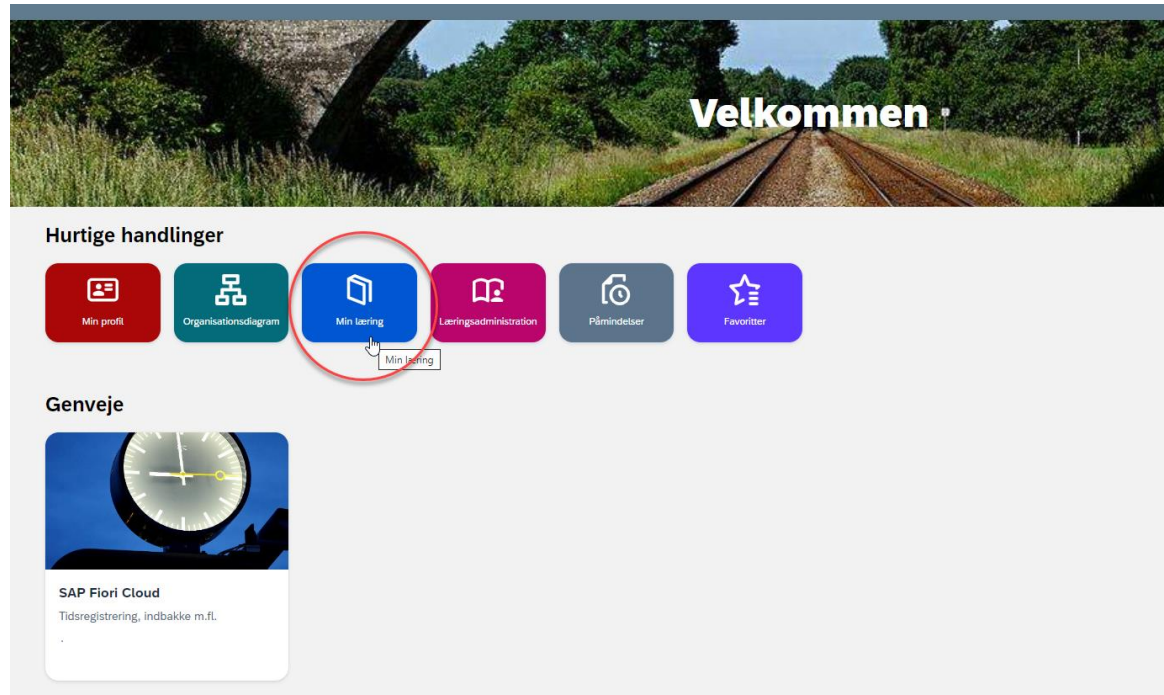 Velkommen
Hurtige handlinger
Min profil
Organisationsdiagram
Min læring
Læringsadministration
Påmindelser
Favoritter
Min læring
Genveje
SAP Fiori Cloud
Tidsregistrering, indbakke m.fl.
.